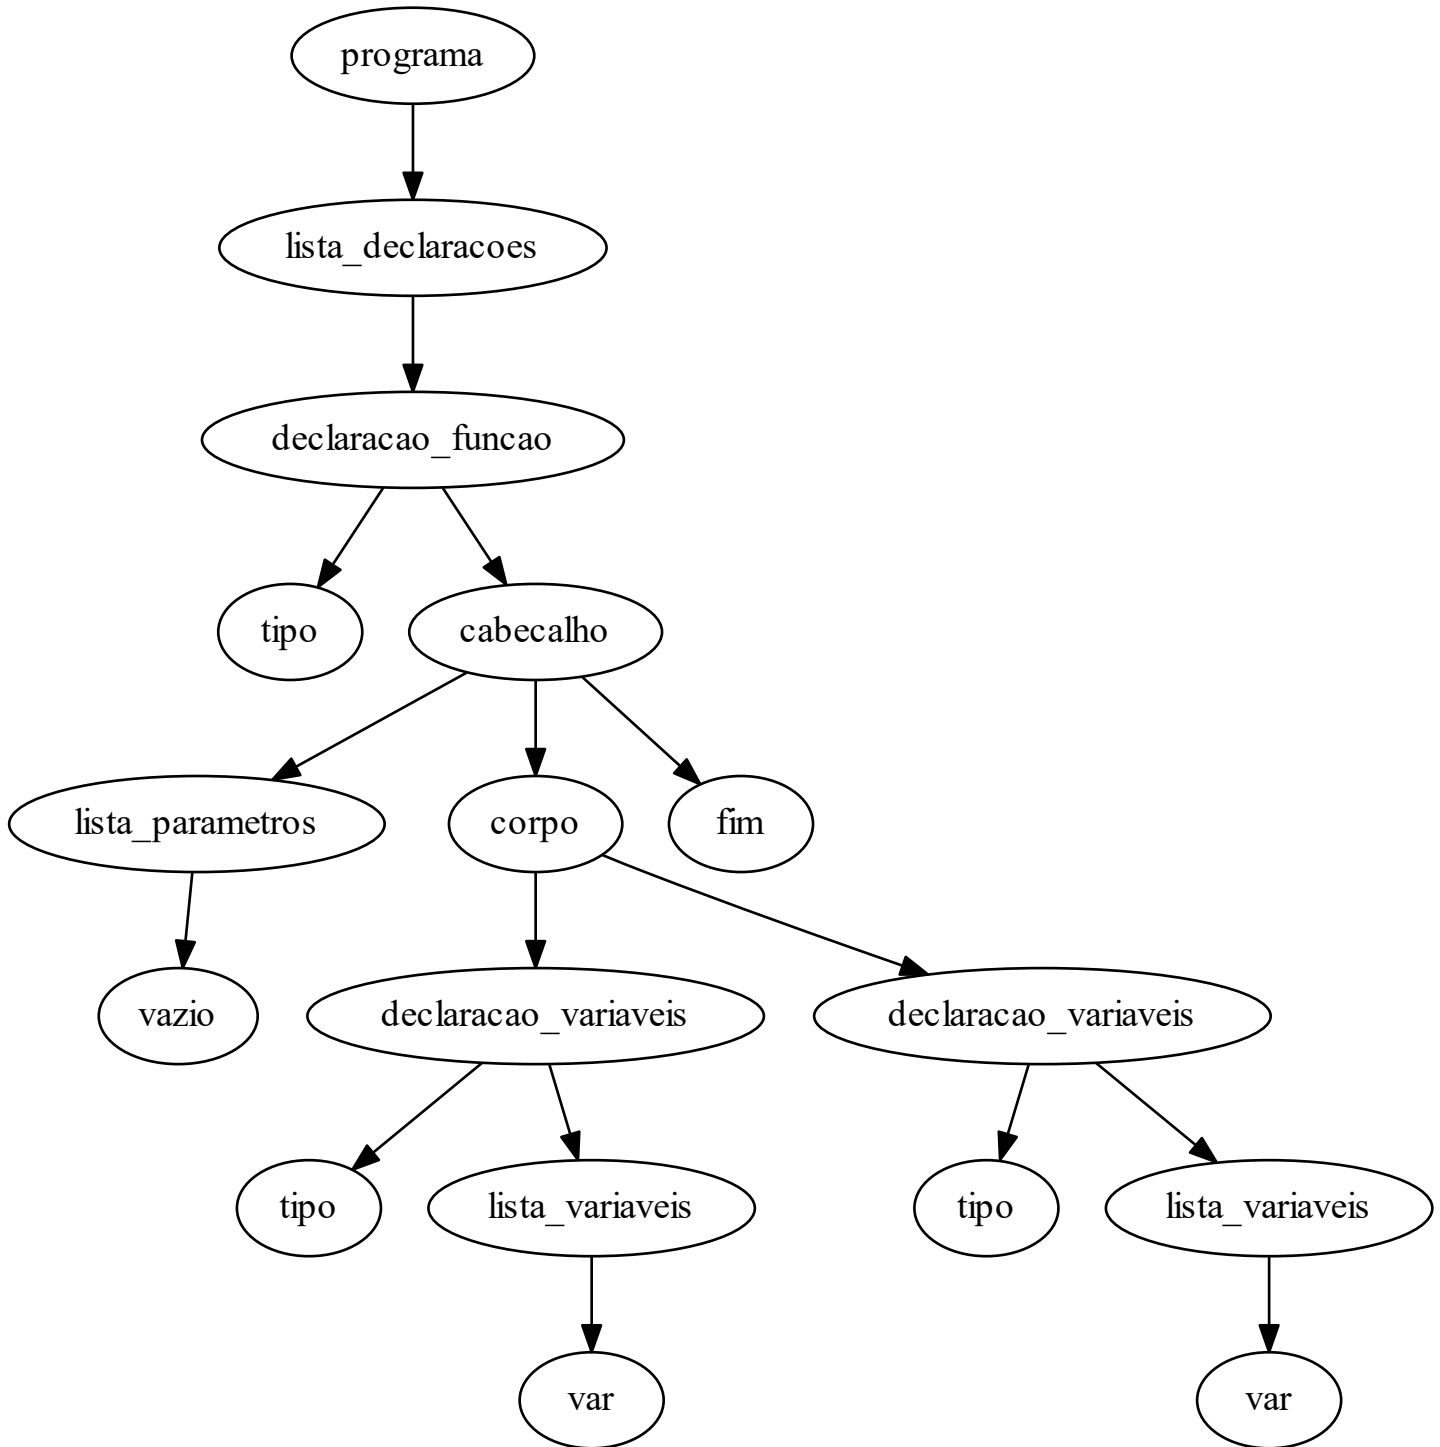 programa
lista_declaracoes
declaracao_funcao
tipo
cabecalho
lista_parametros
corpo
fim
vazio
declaracao_variaveis
declaracao_variaveis
tipo
lista_variaveis
tipo
lista_variaveis
var
var